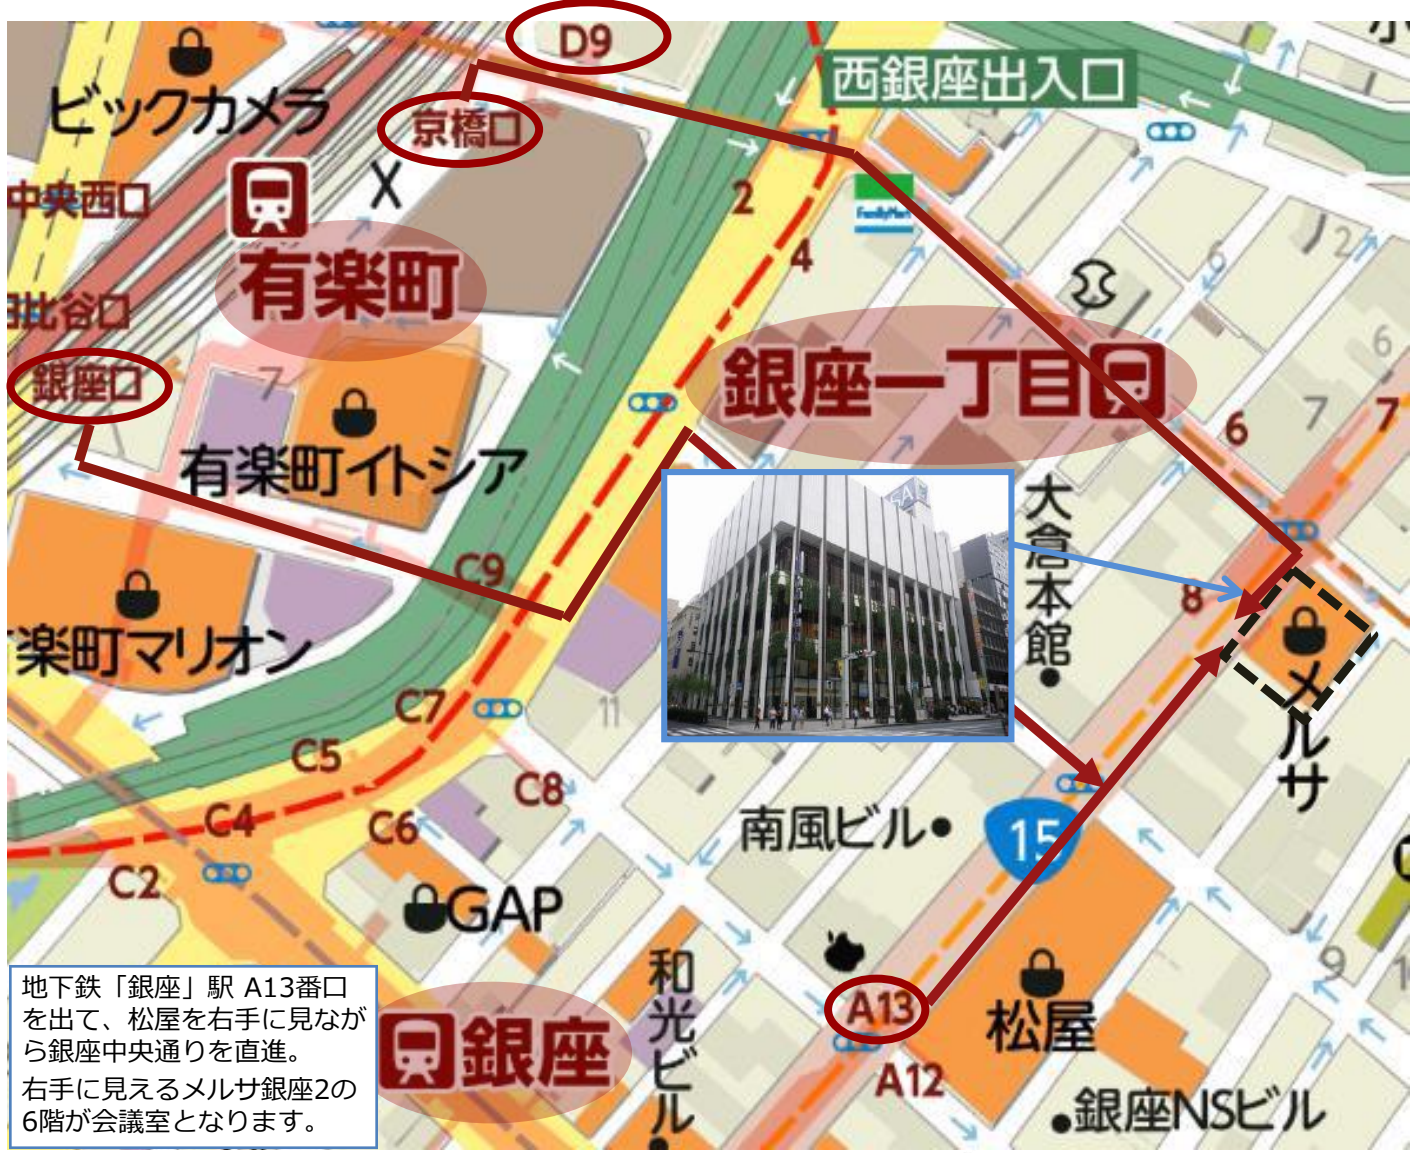 D9
西銀座出入口
ビックカメラ
京橋口
中央西口
2
FamilyMart
有楽町
4
6
2
日比谷口
銀座口
7
銀座一丁目
6
7
7
6
有楽町イトシア
大倉本館
C9
8
メルサ
楽町マリオン
C7
11
C5
C8
C4
C6
南風ビル
15
C2
GAP
和光ビル
9
1
A13
松屋
銀座
A12
銀座NSビル
地下鉄「銀座」駅 A13番口
を出て、松屋を右手に見なが
ら銀座中央通りを直進。
右手に見えるメルサ銀座2の
6階が会議室となります。